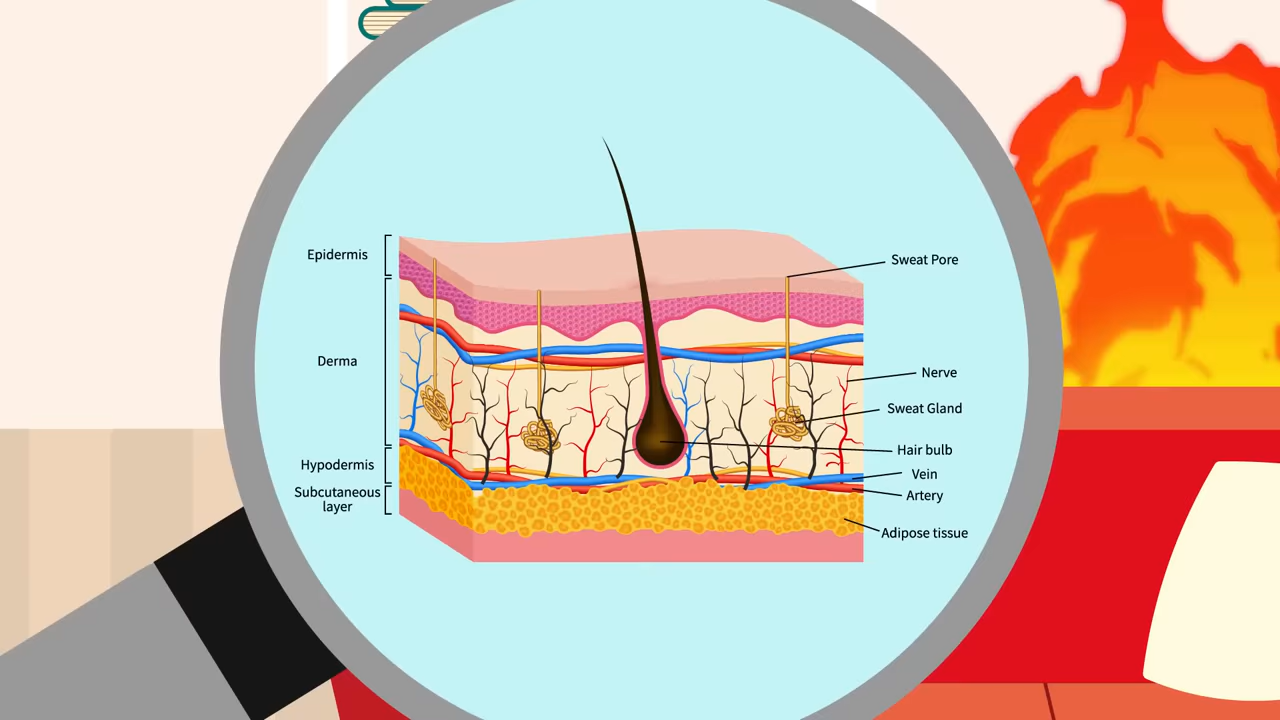 Epidermis
Derma
Hypodermis
Subcutaneous
layer
Sweat Pore
Nerve
Sweat Gland
Hair bulb
Vein
Artery
Adipose tissue